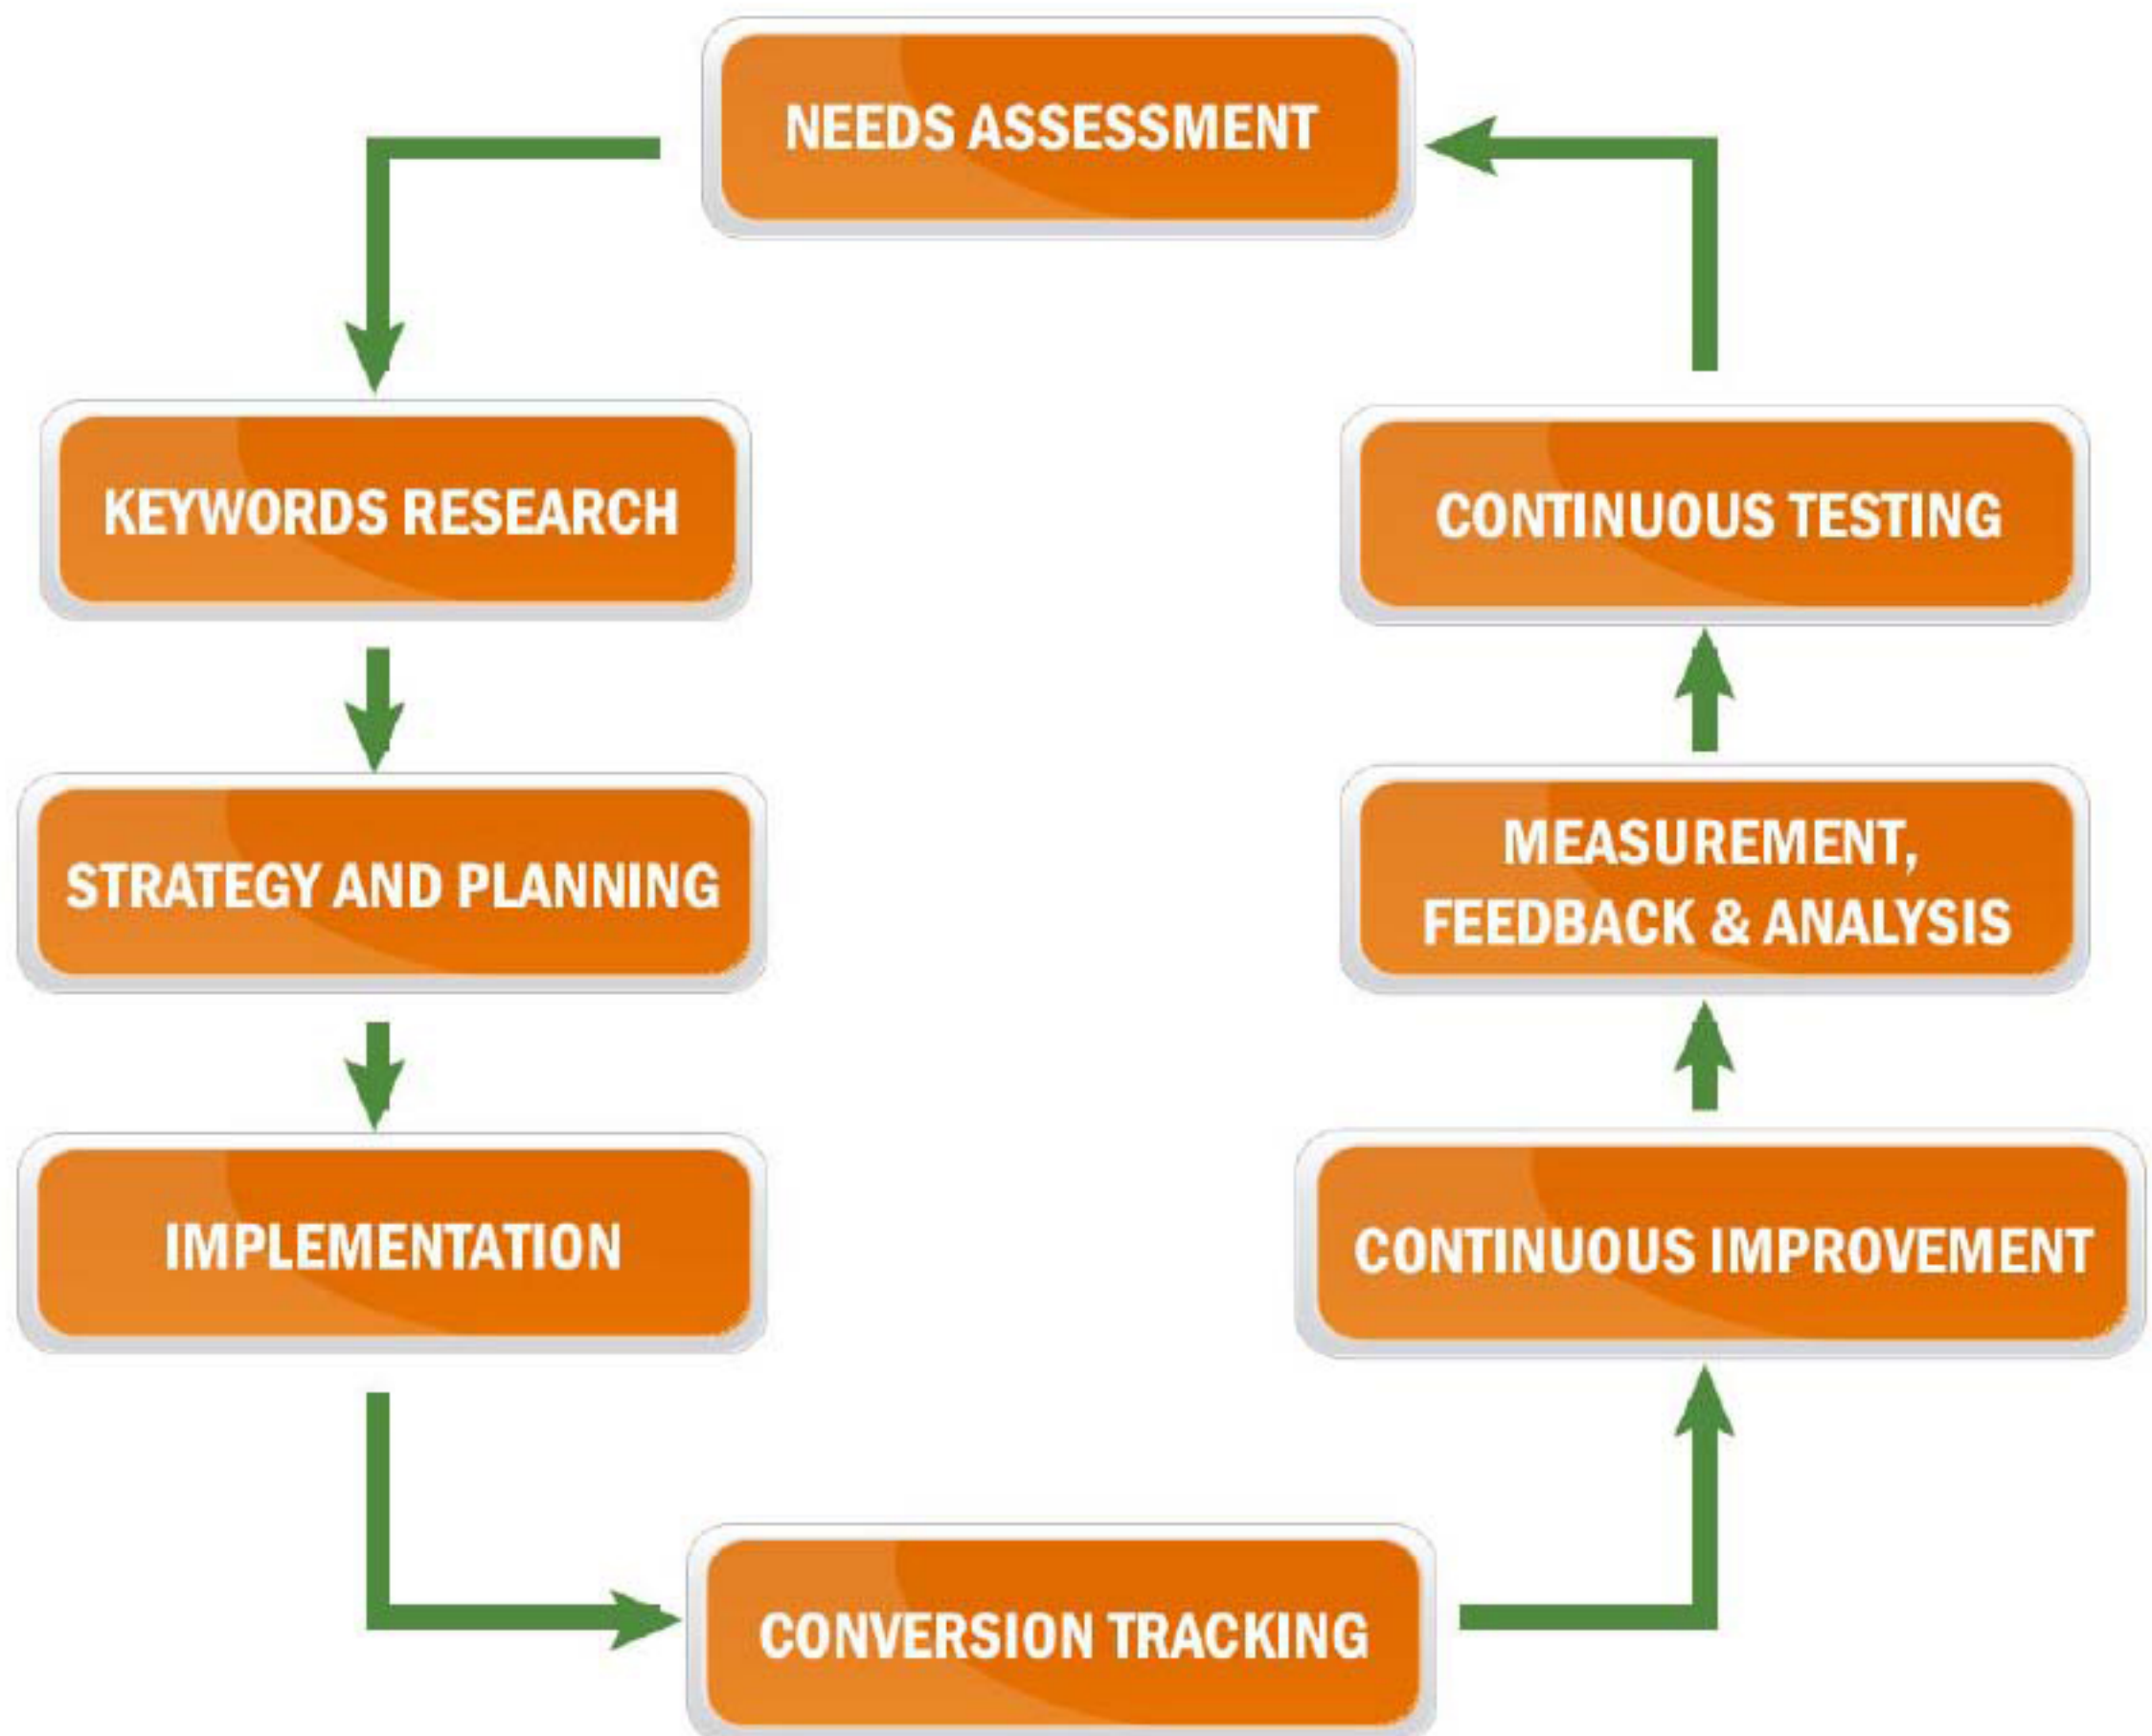 NEEDS ASSESSMENT
KEYWORDS RESEARCH
CONTINUOUS TESTING
STRATEGY AND PLANNING
MEASUREMENT,
FEEDBACK & ANALYSIS
IMPLEMENTATION
CONTINUOUS IMPROVEMENT
CONVERSION TRACKING